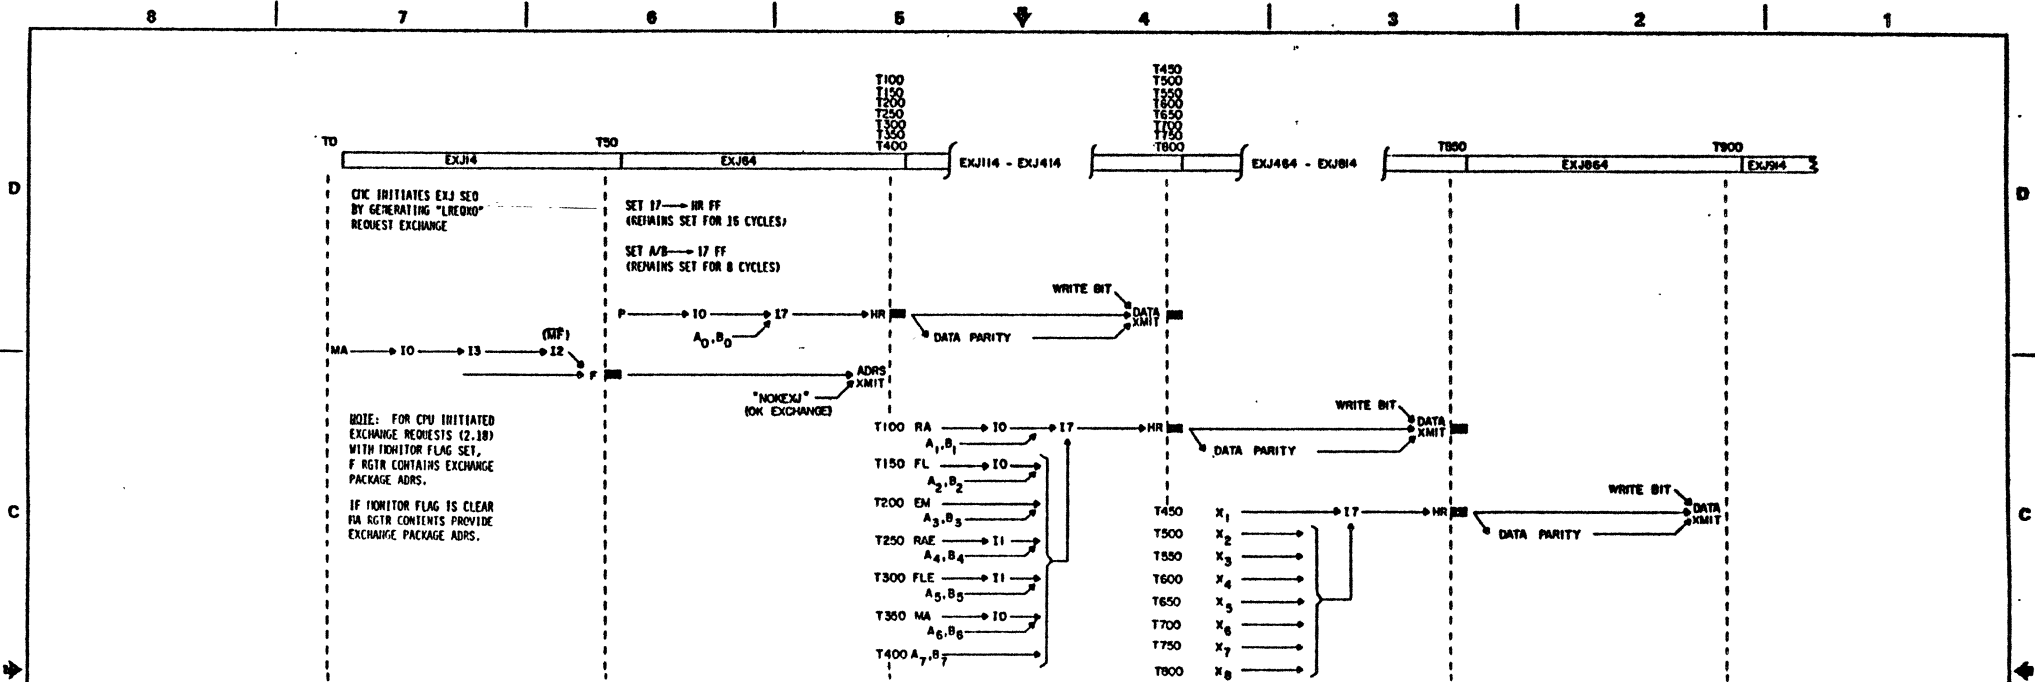 8 7 6 5 4 3 2 1
T100
T150
T200
T250
T300
T350
T400
T450
T500
T550
T600
T650
T700
T750
T800
T0 T50 T850 T900
EXJ14 EXJ64 EXJ114 - EXJ414 EXJ464 - EXJ814 EXJ864 EXJ914
D D
CMC INITIATES EXJ SEQ
BY GENERATING "LREQXO"
REQUEST EXCHANGE
SET I7 → HR FF
(REMAINS SET FOR 16 CYCLES)
SET A/B → I7 FF
(REMAINS SET FOR 8 CYCLES)
WRITE BIT
P → I0 → I7 → HR DATA
XMIT
A0,B0 DATA PARITY
(MF)
MA → I0 → I3 → I2
F ADRS
XMIT
"NOKEXJ"
(OK EXCHANGE)
NOTE: FOR CPU INITIATED
EXCHANGE REQUESTS (2.18)
WITH MONITOR FLAG SET,
F RGTR CONTAINS EXCHANGE
PACKAGE ADRS.
IF MONITOR FLAG IS CLEAR
MA RGTR CONTENTS PROVIDE
EXCHANGE PACKAGE ADRS.
WRITE BIT
T100 RA → I0 → I7 → HR DATA
XMIT
A1,B1 DATA PARITY
T150 FL → I0
A2,B2
T200 EM
A3,B3
T250 RAE → I1
A4,B4
T300 FLE → I1
A5,B5
T350 MA → I0
A6,B6
T400 A7,B7
C C
WRITE BIT
T450 X1 → I7 → HR DATA
XMIT
DATA PARITY
T500 X2
T550 X3
T600 X4
T650 X5
T700 X6
T750 X7
T800 X8